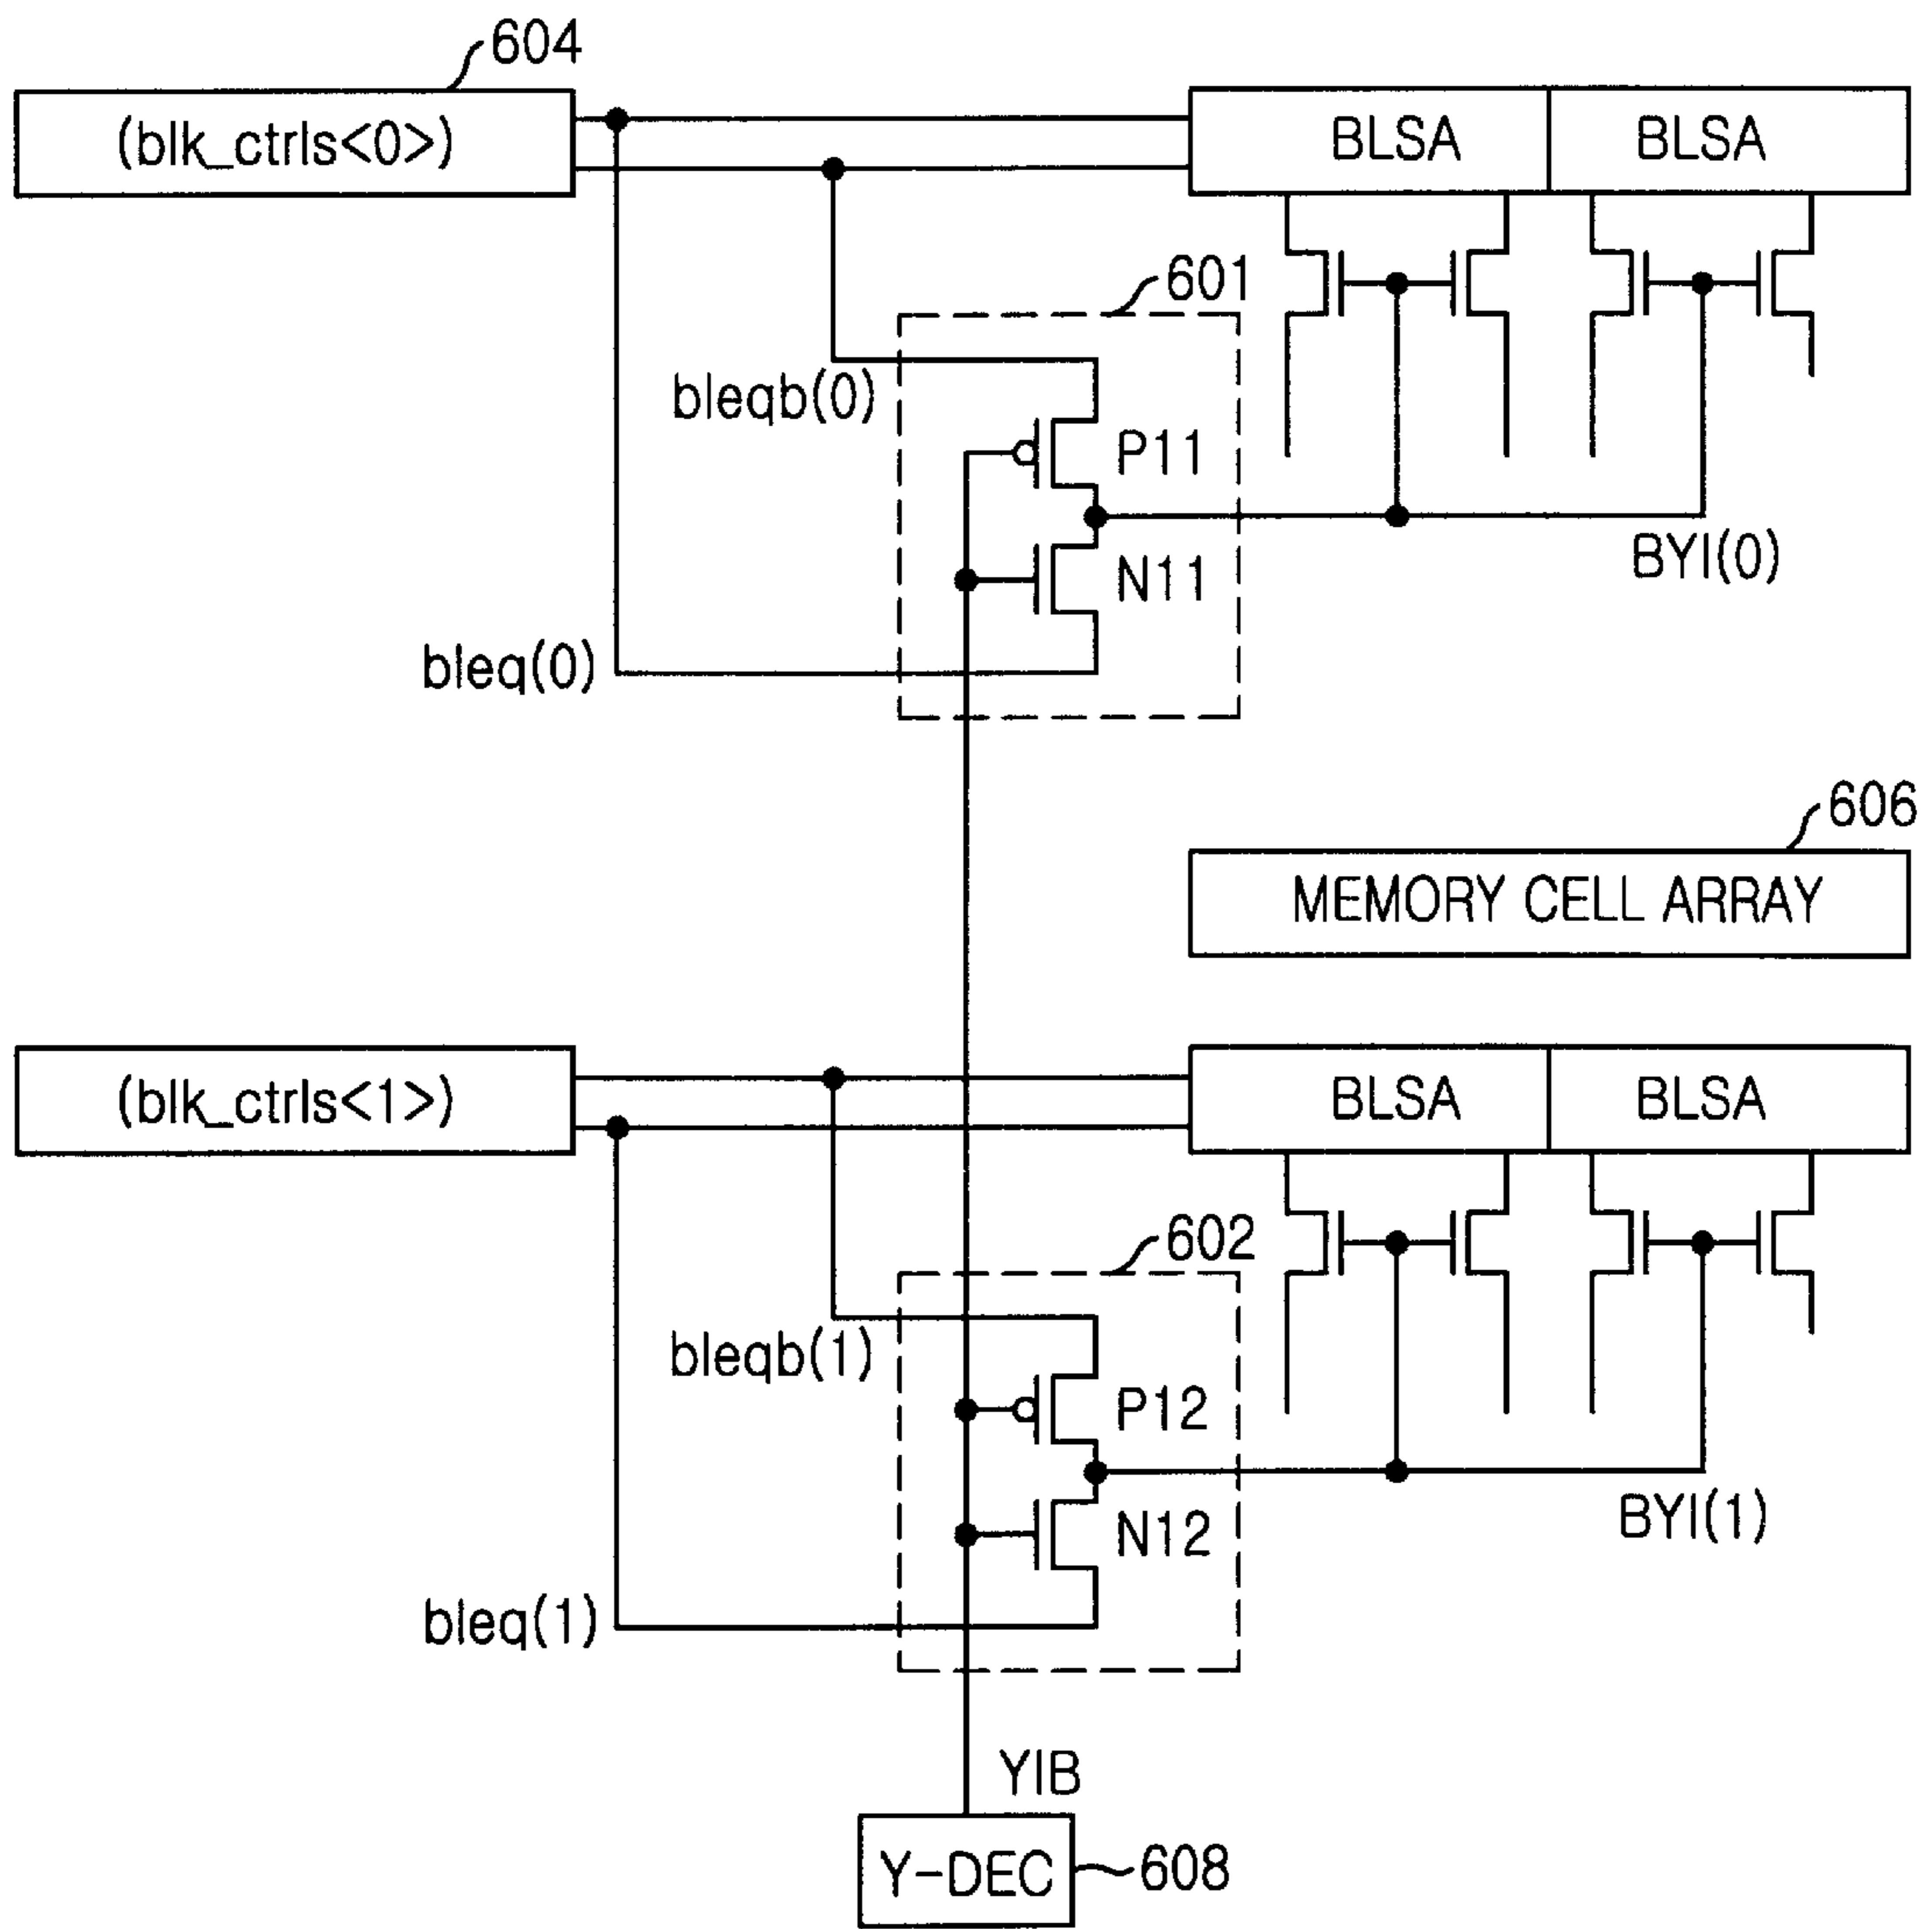 604
(blk_ctrls<0>)
BLSA
BLSA
601
bleqb(0)
P11
N11
BYI(0)
bleq(0)
606
MEMORY CELL ARRAY
(blk_ctrls<1>)
BLSA
BLSA
602
bleqb(1)
P12
N12
BYI(1)
bleq(1)
YIB
Y-DEC
608